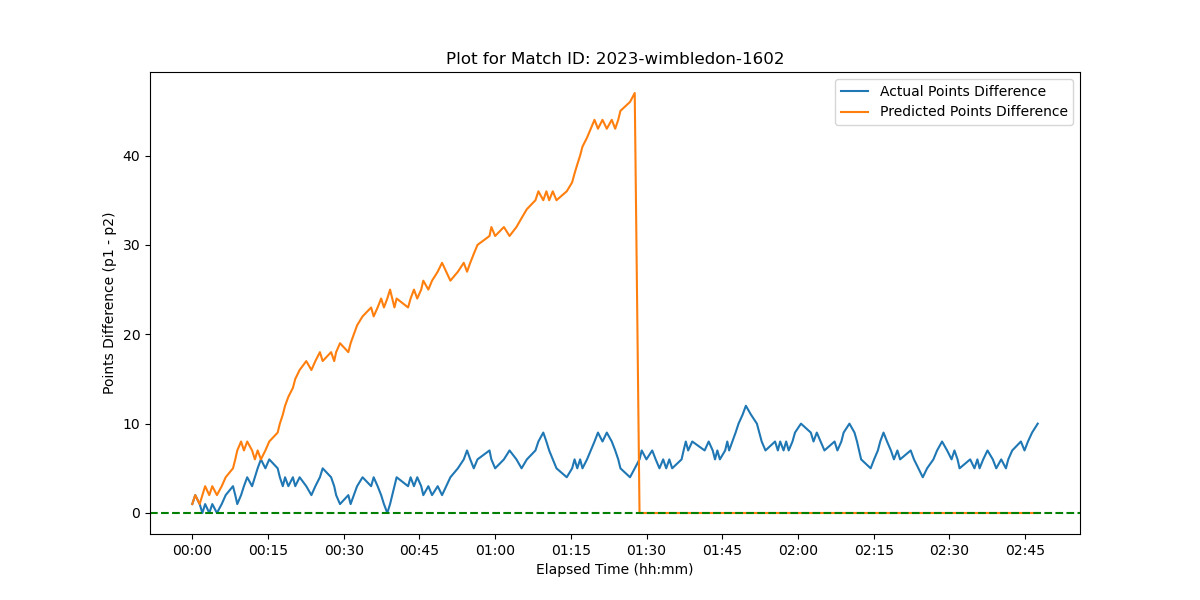 Plot for Match ID: 2023-wimbledon-1602
Actual Points Difference
Predicted Points Difference
Points Difference (p1 - p2)
40
30
20
10
0
00:00 00:15 00:30 00:45 01:00 01:15 01:30 01:45 02:00 02:15 02:30 02:45
Elapsed Time (hh:mm)